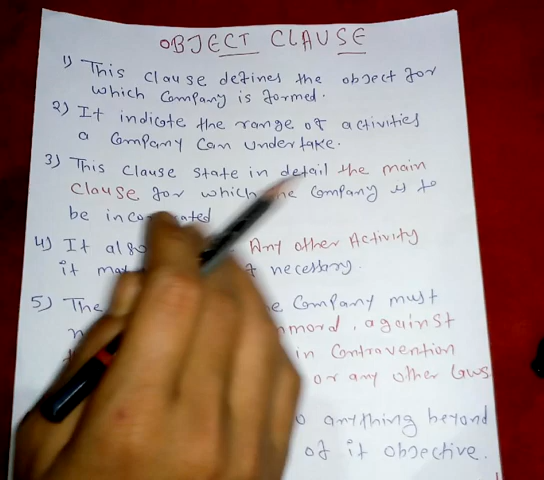 OBJECT CLAUSE
1) This clause defines the object for
which Company is formed.
2) It indicate the range of activities
a Company Can undertake.
3) This Clause state in detail the main
Clause for which the Company is to
be
4) It Any other Activity
it necessary.
5) The Company must
against
in Contravention
or any other laws
anything beyond
of it objective.